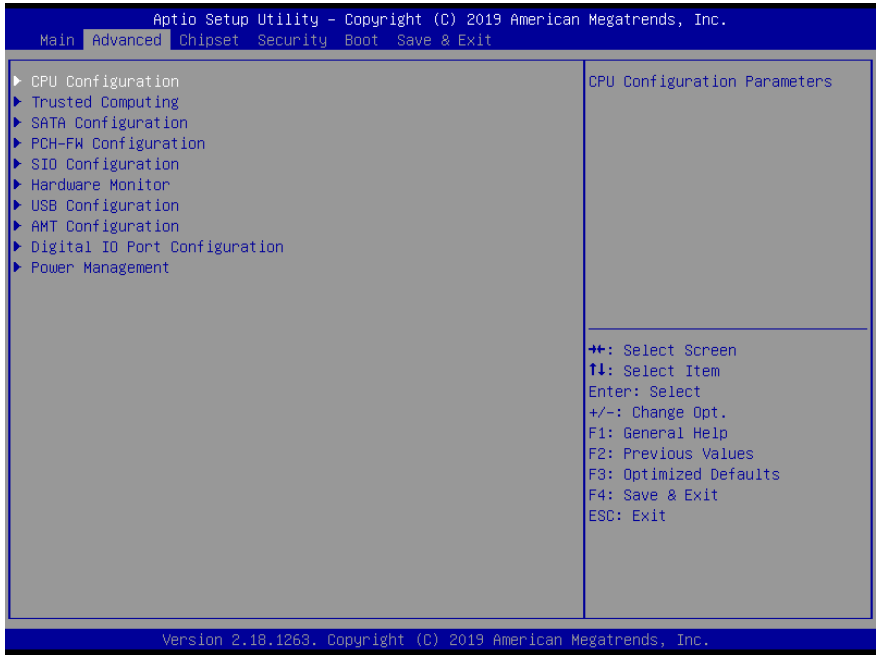 Aptio Setup Utility – Copyright (C) 2019 American Megatrends, Inc.
Main Advanced Chipset Security Boot Save & Exit
▶ CPU Configuration
▶ Trusted Computing
▶ SATA Configuration
▶ PCH-FW Configuration
▶ SIO Configuration
▶ Hardware Monitor
▶ USB Configuration
▶ AMT Configuration
▶ Digital IO Port Configuration
▶ Power Management
CPU Configuration Parameters
→←: Select Screen
↑↓: Select Item
Enter: Select
+/-: Change Opt.
F1: General Help
F2: Previous Values
F3: Optimized Defaults
F4: Save & Exit
ESC: Exit
Version 2.18.1263. Copyright (C) 2019 American Megatrends, Inc.